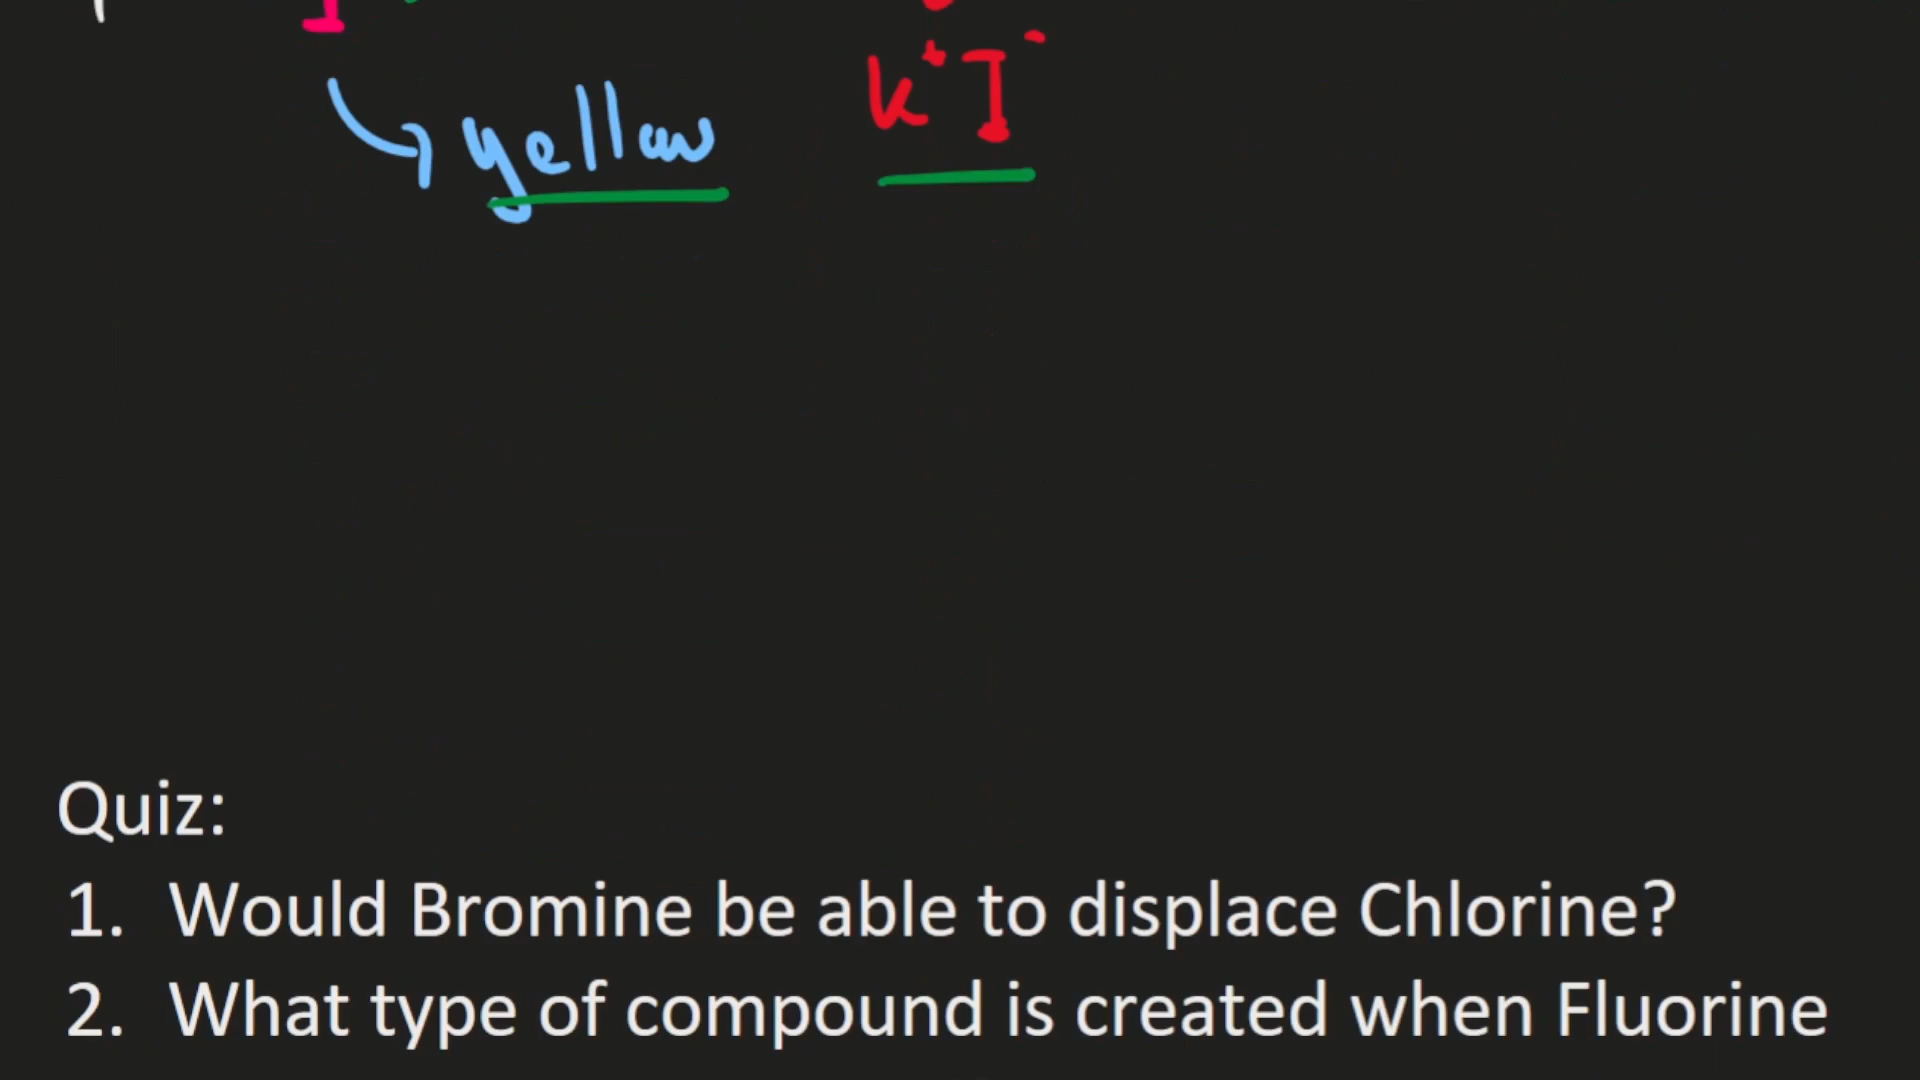 k⁺I⁻
yellow
Quiz:
1. Would Bromine be able to displace Chlorine?
2. What type of compound is created when Fluorine